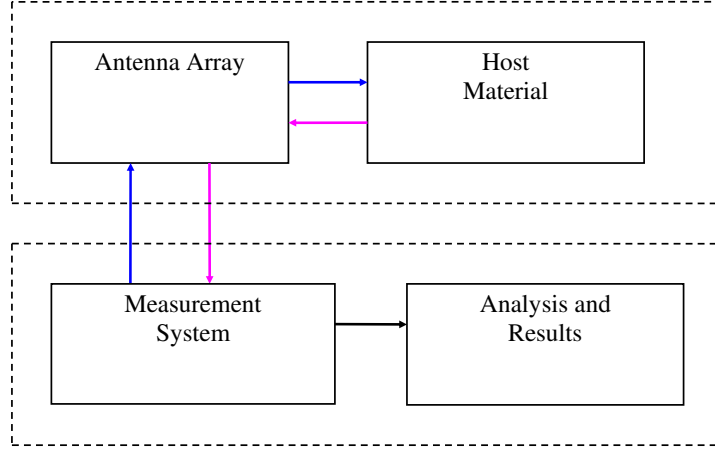 Antenna Array
Host
Material
Measurement
System
Analysis and
Results